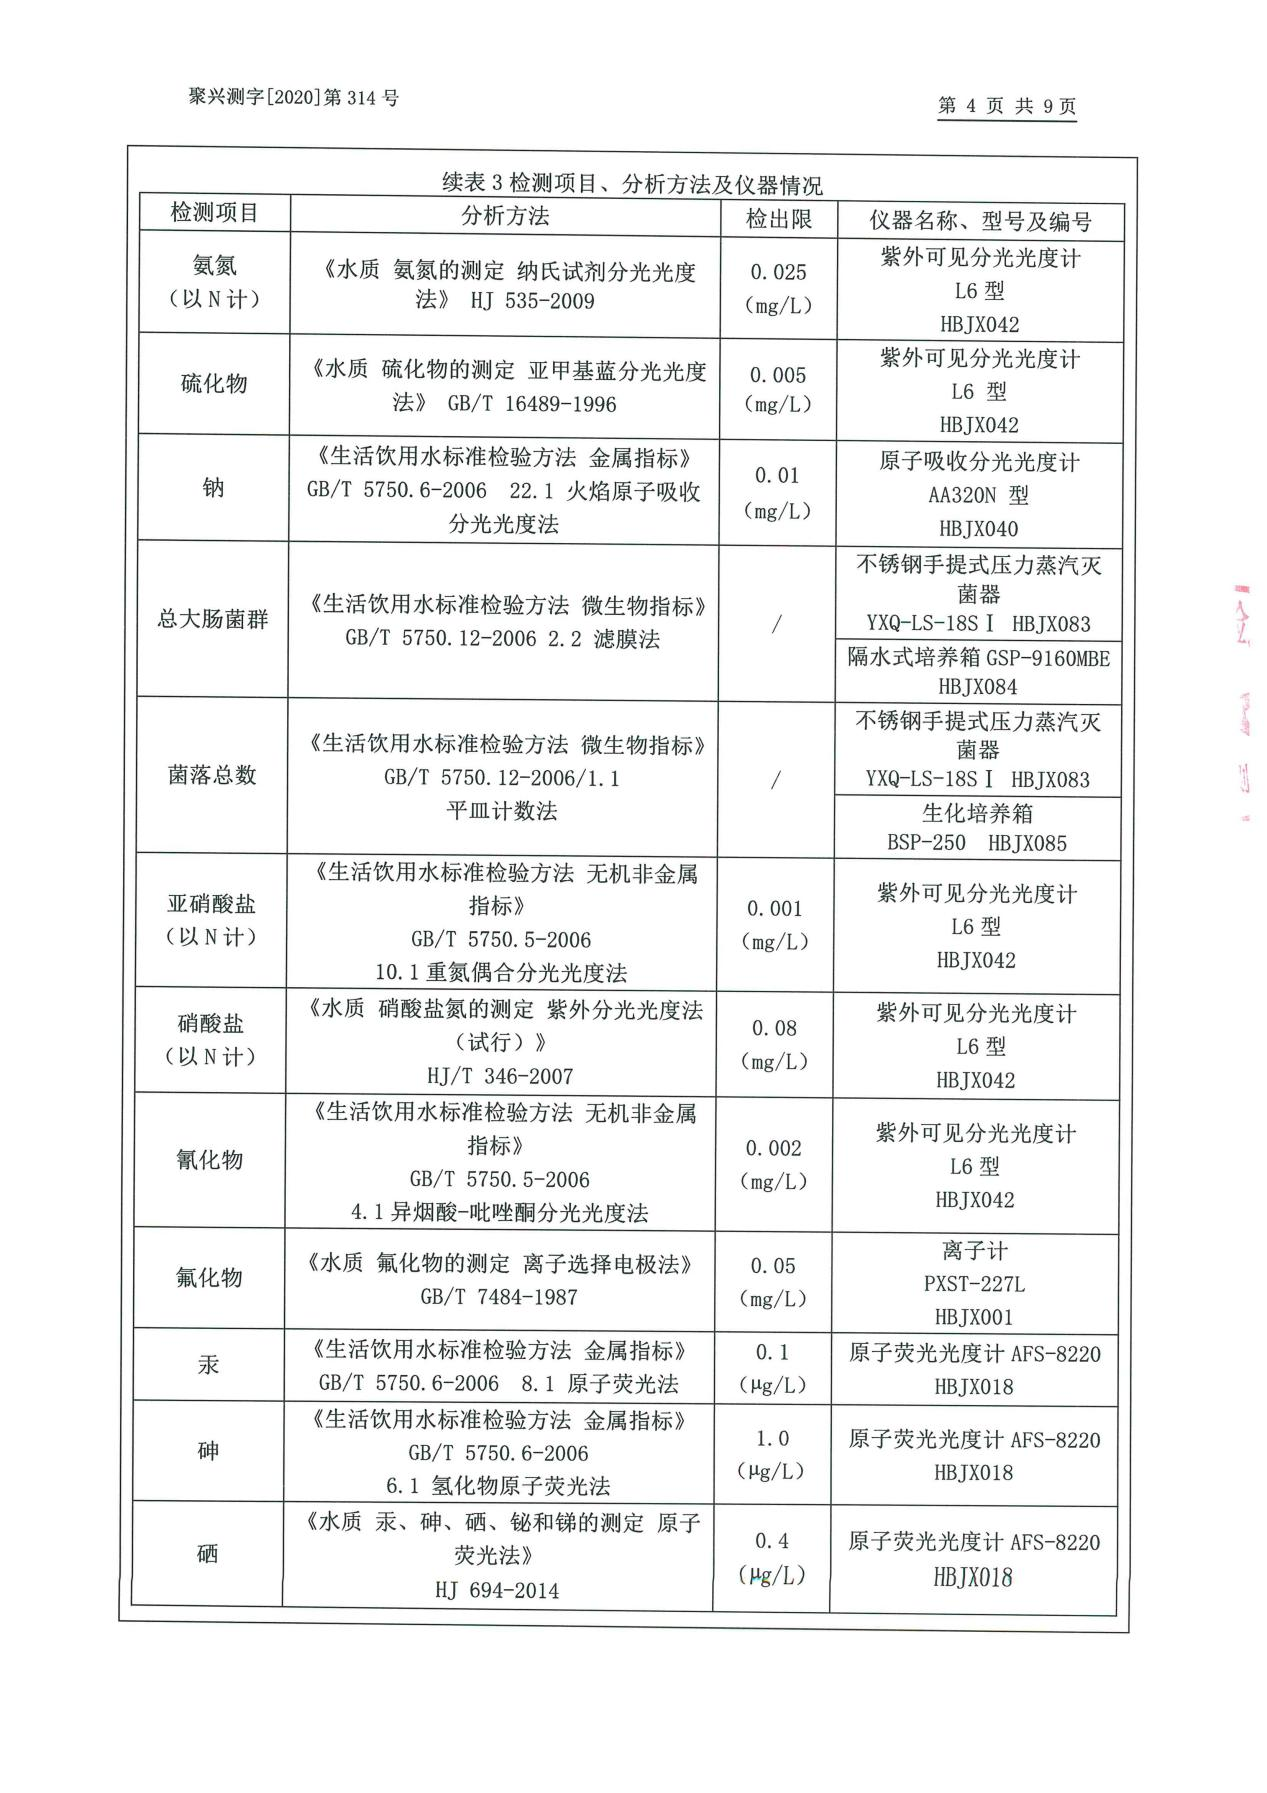 聚兴测字[2020]第 314 号
第 4 页 共 9 页
续表 3 检测项目、分析方法及仪器情况
检测项目
分析方法
检出限
仪器名称、型号及编号
氨氮
（以 N 计）
《水质 氨氮的测定 纳氏试剂分光光度
法》 HJ 535-2009
0.025
(mg/L)
紫外可见分光光度计
L6 型
HBJX042
硫化物
《水质 硫化物的测定 亚甲基蓝分光光度
法》 GB/T 16489-1996
0.005
(mg/L)
紫外可见分光光度计
L6 型
HBJX042
钠
《生活饮用水标准检验方法 金属指标》
GB/T 5750.6-2006 22.1 火焰原子吸收
分光光度法
0.01
(mg/L)
原子吸收分光光度计
AA320N 型
HBJX040
总大肠菌群
《生活饮用水标准检验方法 微生物指标》
GB/T 5750.12-2006 2.2 滤膜法
/
不锈钢手提式压力蒸汽灭
菌器
YXQ-LS-18SⅠ HBJX083
隔水式培养箱 GSP-9160MBE
HBJX084
菌落总数
《生活饮用水标准检验方法 微生物指标》
GB/T 5750.12-2006/1.1
平皿计数法
/
不锈钢手提式压力蒸汽灭
菌器
YXQ-LS-18SⅠ HBJX083
生化培养箱
BSP-250 HBJX085
亚硝酸盐
（以 N 计）
《生活饮用水标准检验方法 无机非金属
指标》
GB/T 5750.5-2006
10.1 重氮偶合分光光度法
0.001
(mg/L)
紫外可见分光光度计
L6 型
HBJX042
硝酸盐
（以 N 计）
《水质 硝酸盐氮的测定 紫外分光光度法
（试行）》
HJ/T 346-2007
0.08
(mg/L)
紫外可见分光光度计
L6 型
HBJX042
氰化物
《生活饮用水标准检验方法 无机非金属
指标》
GB/T 5750.5-2006
4.1 异烟酸-吡唑酮分光光度法
0.002
(mg/L)
紫外可见分光光度计
L6 型
HBJX042
氟化物
《水质 氟化物的测定 离子选择电极法》
GB/T 7484-1987
0.05
(mg/L)
离子计
PXST-227L
HBJX001
汞
《生活饮用水标准检验方法 金属指标》
GB/T 5750.6-2006 8.1 原子荧光法
0.1
(μg/L)
原子荧光光度计 AFS-8220
HBJX018
砷
《生活饮用水标准检验方法 金属指标》
GB/T 5750.6-2006
6.1 氢化物原子荧光法
1.0
(μg/L)
原子荧光光度计 AFS-8220
HBJX018
硒
《水质 汞、砷、硒、铋和锑的测定 原子
荧光法》
HJ 694-2014
0.4
(μg/L)
原子荧光光度计 AFS-8220
HBJX018